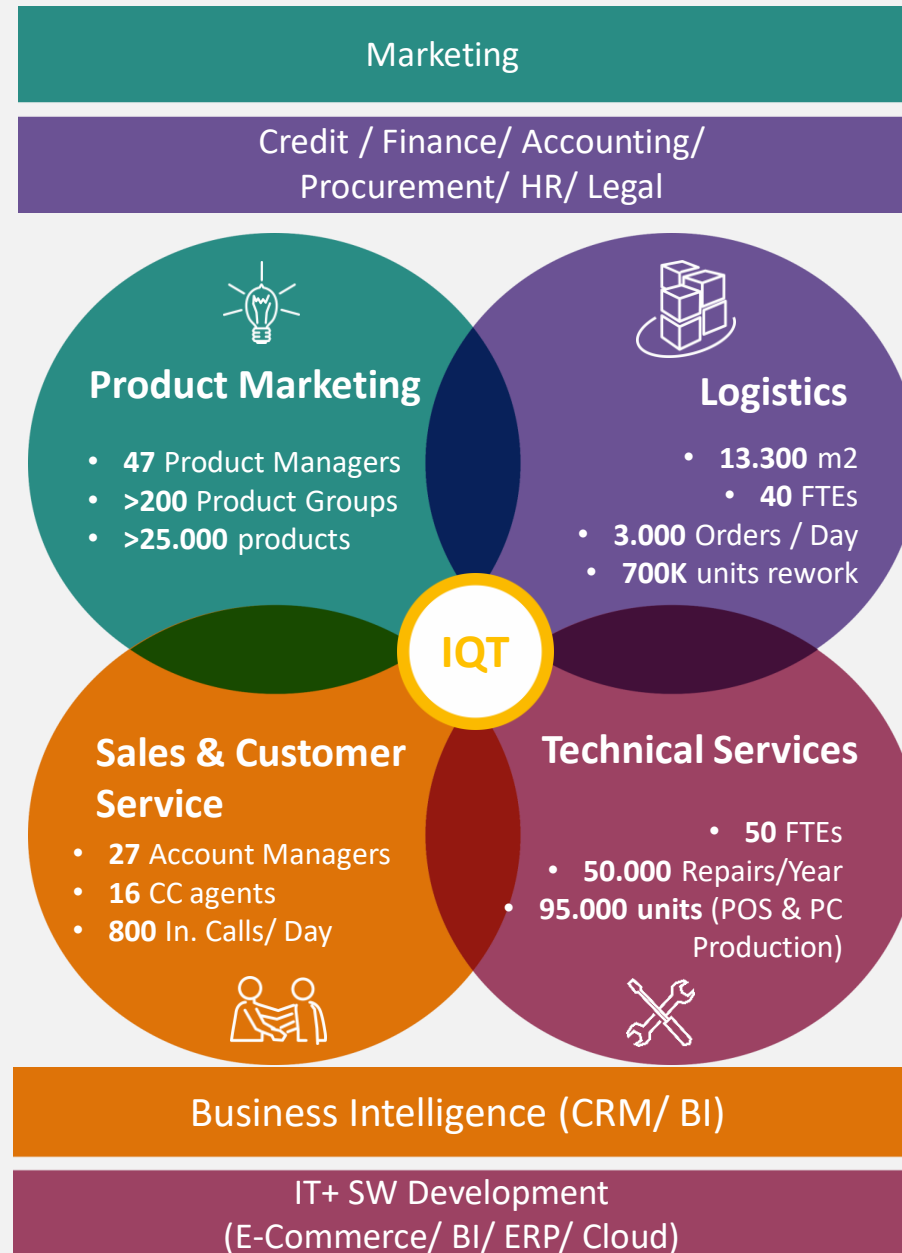 Marketing
Credit / Finance/ Accounting/
Procurement/ HR/ Legal
Product Marketing
• 47 Product Managers
• >200 Product Groups
• >25.000 products
Logistics
• 13.300 m2
• 40 FTEs
• 3.000 Orders / Day
• 700K units rework
IQT
Sales & Customer
Service
• 27 Account Managers
• 16 CC agents
• 800 In. Calls/ Day
Technical Services
• 50 FTEs
• 50.000 Repairs/Year
• 95.000 units (POS & PC
Production)
Business Intelligence (CRM/ BI)
IT+ SW Development
(E-Commerce/ BI/ ERP/ Cloud)